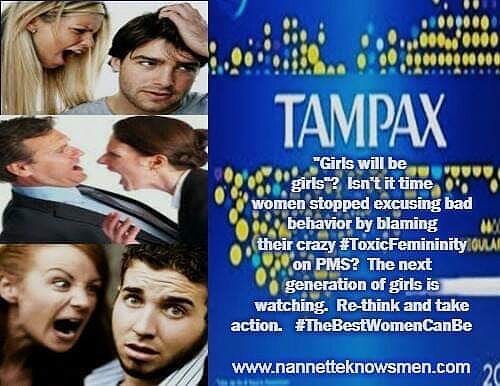 TAMPAX
"Girls will be
girls"? Isn"t it time
women stopped excusing bad
behavior by blaming
their crazy #ToxicFemininity
on PMS? The next
generation of girls is
watching. Re-think and take
action. #TheBestWomenCanBe
www.nannetteknowsmen.com